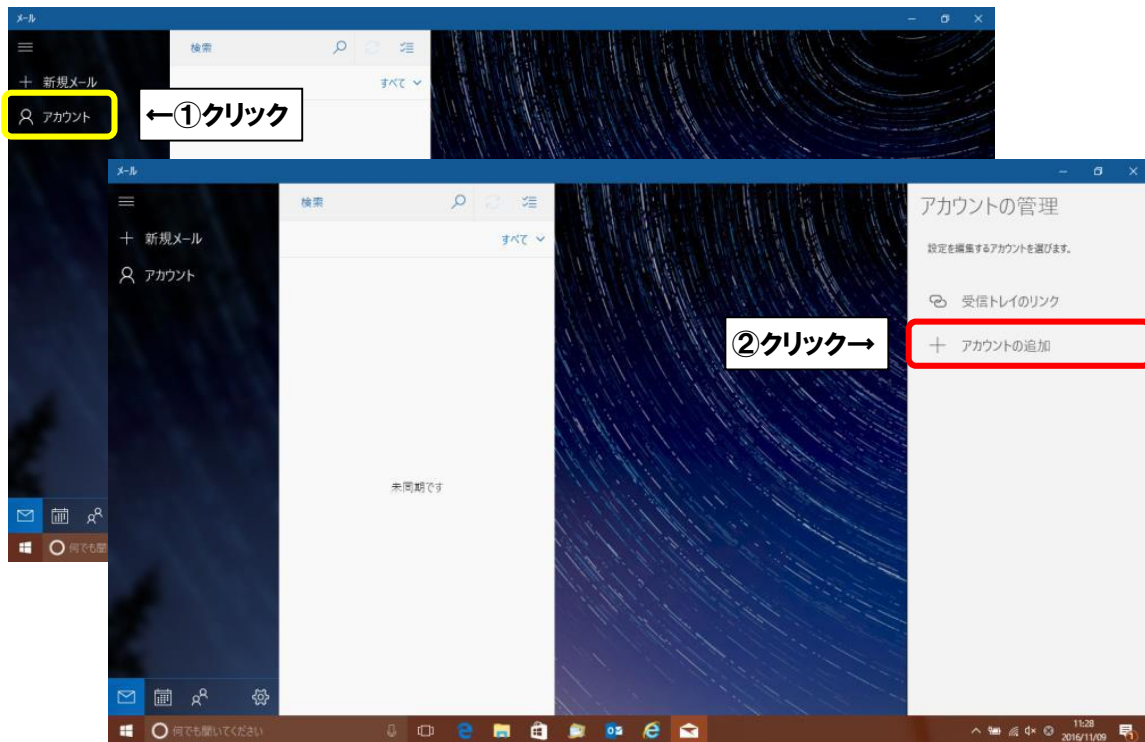 メール
検索
+ 新規メール
すべて
アカウント
←①クリック
何でも聞
メール
検索
アカウントの管理
+ 新規メール
すべて
設定を編集するアカウントを選びます。
アカウント
受信トレイのリンク
②クリック→
+ アカウントの追加
未同期です
何でも聞いてください
11:28
2016/11/09